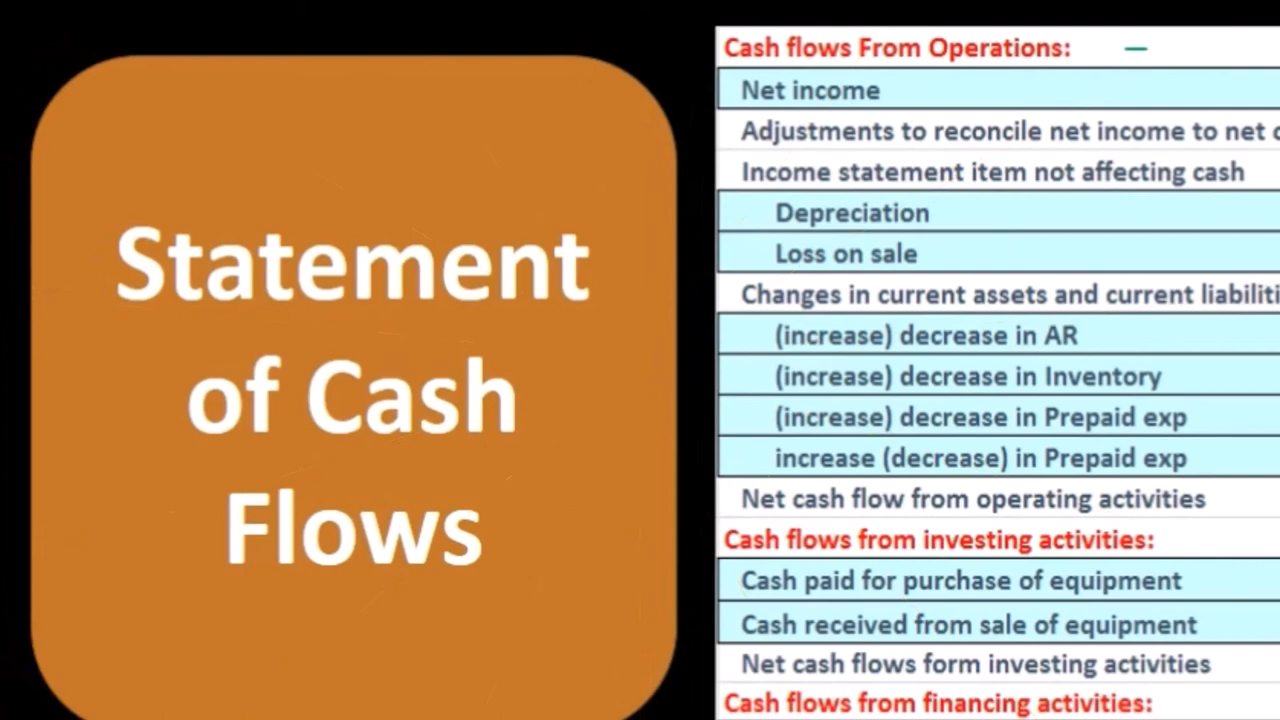 Statement
of Cash
Flows
Cash flows From Operations:
Net income
Adjustments to reconcile net income to net
Income statement item not affecting cash
Depreciation
Loss on sale
Changes in current assets and current
(increase) decrease in AR
(increase) decrease in Inventory
(increase) decrease in Prepaid exp
increase (decrease) in Prepaid exp
Net cash flow from operating activities
Cash flows from investing activities:
Cash paid for purchase of equipment
Cash received from sale of equipment
Net cash flows form investing activities
Cash flows from financing activities: